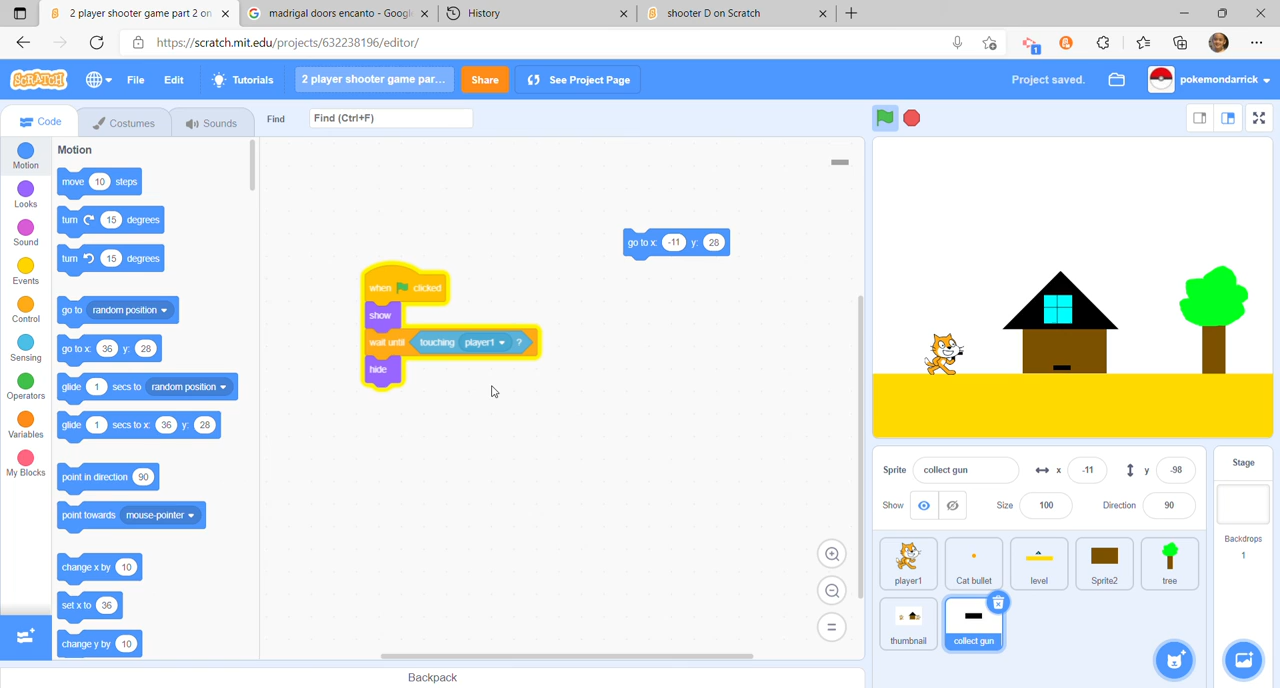 2 player shooter game part 2 on
madrigal doors encanto - Googl
History
shooter D on Scratch
https://scratch.mit.edu/projects/632238196/editor/
1
SCRATCH
File
Edit
Tutorials
2 player shooter game par...
Share
See Project Page
Project saved.
pokemondarrick
Code
Costumes
Sounds
Find
Find (Ctrl+F)
Motion
Looks
Sound
Events
Control
Sensing
Operators
Variables
My Blocks
Motion
move 10 steps
turn 15 degrees
turn 15 degrees
go to random position
go to x: 36 y: 28
glide 1 secs to random position
glide 1 secs to x: 36 y: 28
point in direction 90
point towards mouse-pointer
change x by 10
set x to 36
change y by 10
go to x: -11 y: 28
when clicked
show
wait until touching player1 ?
hide
Backpack
Sprite collect gun x -11 y -98
Show Size 100 Direction 90
Stage
Backdrops
1
player1
Cat bullet
level
Sprite2
tree
thumbnail
collect gun